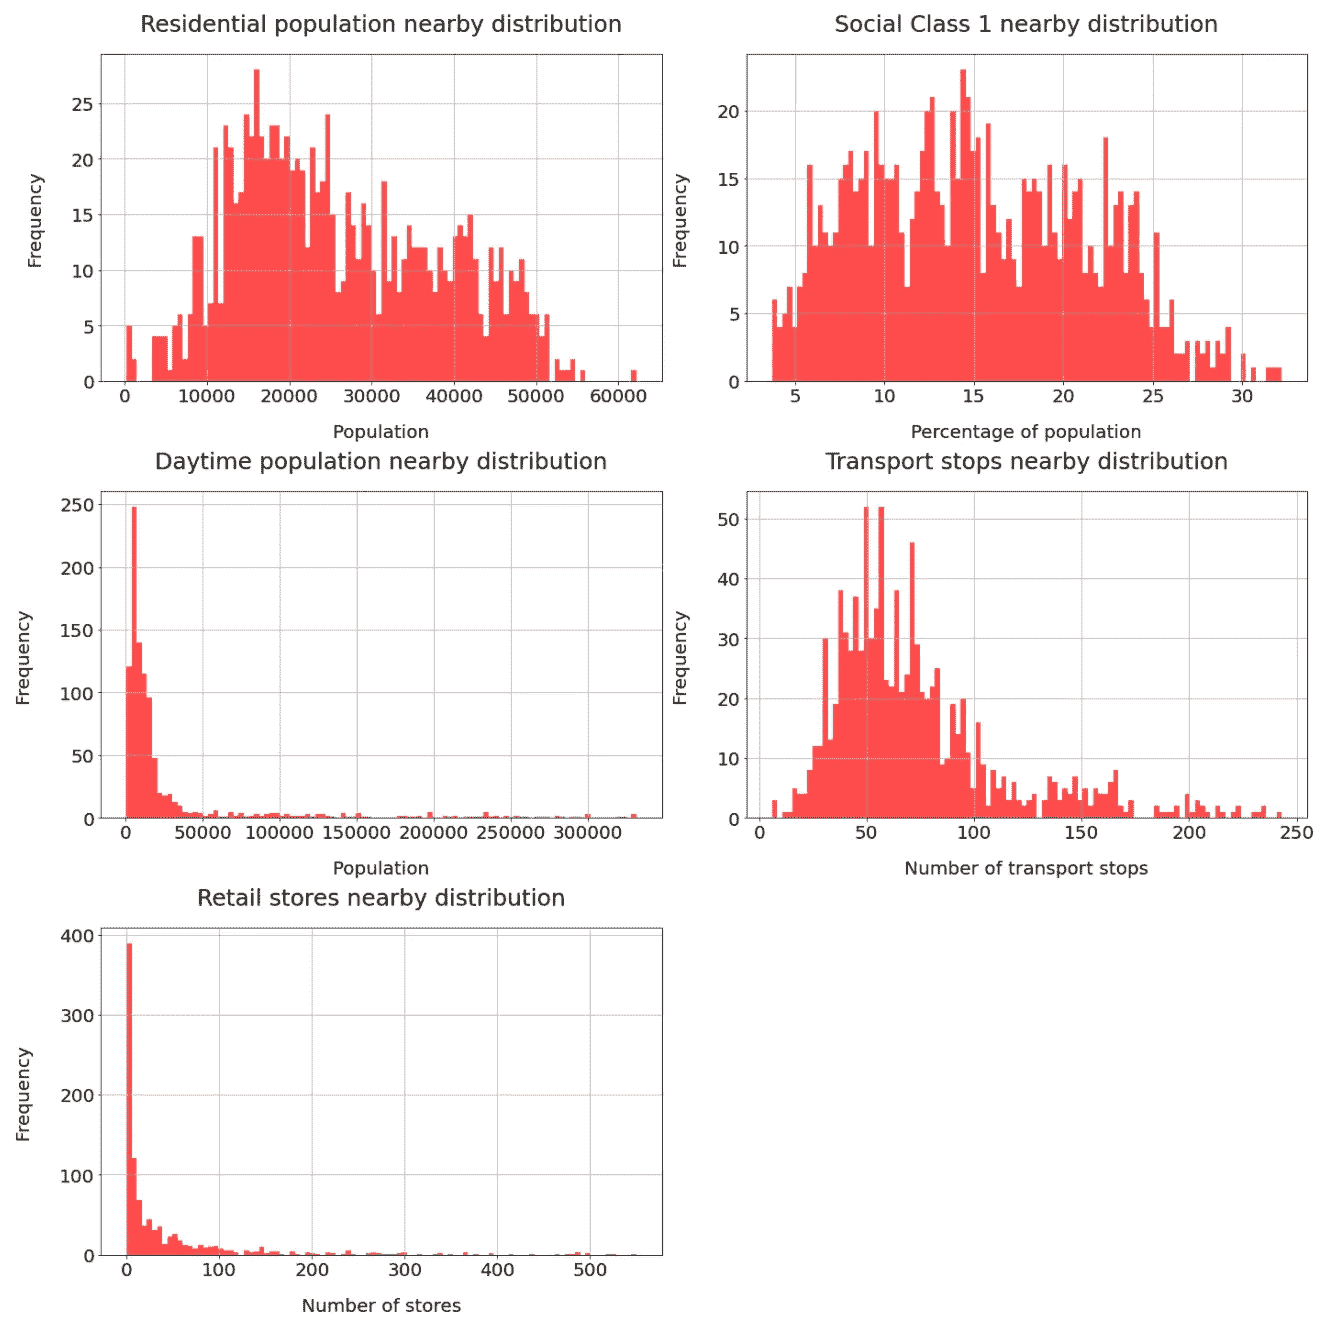 Residential population nearby distribution
Frequency
25
20
15
10
5
0
0 10000 20000 30000 40000 50000 60000
Population
Social Class 1 nearby distribution
Frequency
20
15
10
5
0
5 10 15 20 25 30
Percentage of population
Daytime population nearby distribution
Frequency
250
200
150
100
50
0
0 50000 100000 150000 200000 250000 300000
Population
Transport stops nearby distribution
Frequency
50
40
30
20
10
0
0 50 100 150 200 250
Number of transport stops
Retail stores nearby distribution
Frequency
400
300
200
100
0
0 100 200 300 400 500
Number of stores